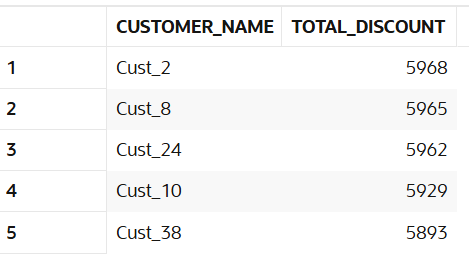 CUSTOMER_NAME TOTAL_DISCOUNT
1 Cust_2 5968
2 Cust_8 5965
3 Cust_24 5962
4 Cust_10 5929
5 Cust_38 5893